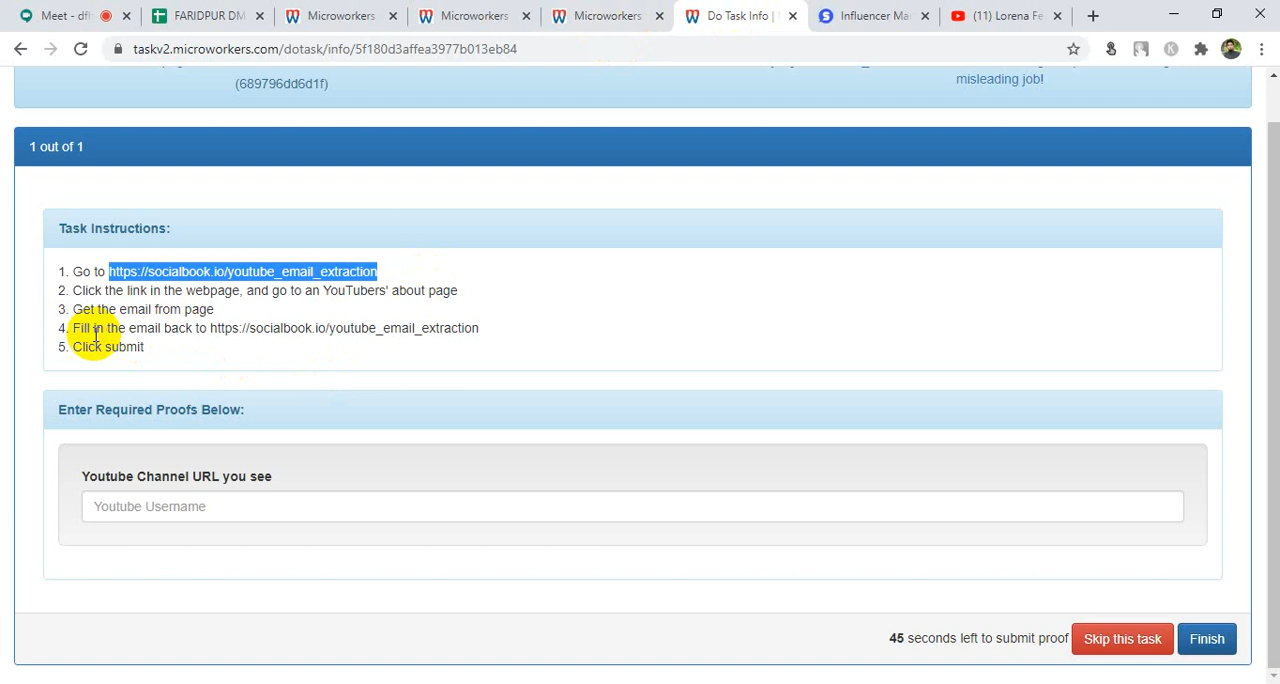 Meet - dfl
FARIDPUR DM
Microworkers
Microworkers
Microworkers
Do Task Info |
Influencer Ma
(11) Lorena Fe
taskv2.microworkers.com/dotask/info/5f180d3affea3977b013eb84
(689796dd6d1f)
misleading job!
1 out of 1
Task Instructions:
1. Go to https://socialbook.io/youtube_email_extraction
2. Click the link in the webpage, and go to an YouTubers' about page
3. Get the email from page
4. Fill in the email back to https://socialbook.io/youtube_email_extraction
5. Click submit
Enter Required Proofs Below:
Youtube Channel URL you see
Youtube Username
45 seconds left to submit proof
Skip this task
Finish